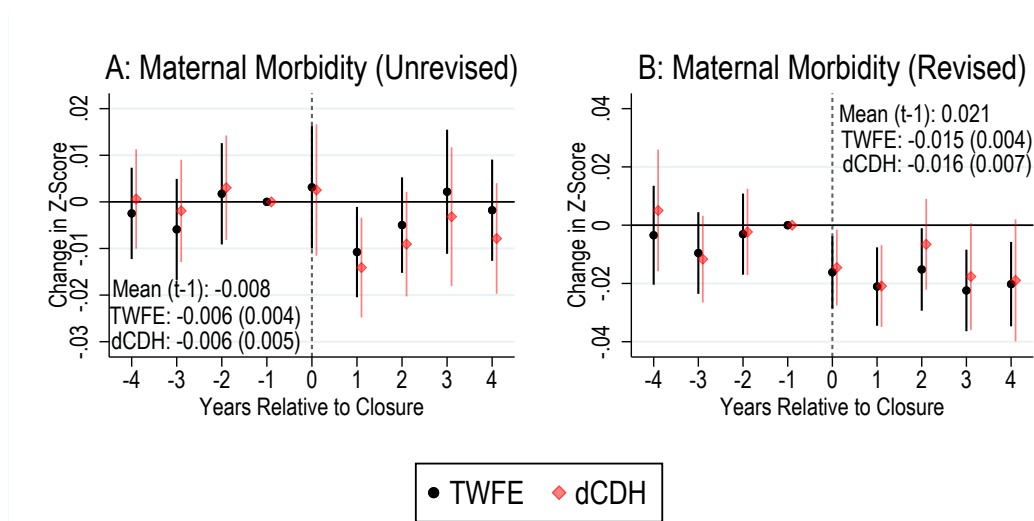 A: Maternal Morbidity (Unrevised)
Change in Z-Score
.02
.01
0
-.01
-.02
-.03
Mean (t-1): -0.008
TWFE: -0.006 (0.004)
dCDH: -0.006 (0.005)
-4 -3 -2 -1 0 1 2 3 4
Years Relative to Closure
B: Maternal Morbidity (Revised)
Change in Z-Score
.04
.02
0
-.02
-.04
Mean (t-1): 0.021
TWFE: -0.015 (0.004)
dCDH: -0.016 (0.007)
-4 -3 -2 -1 0 1 2 3 4
Years Relative to Closure
TWFE dCDH